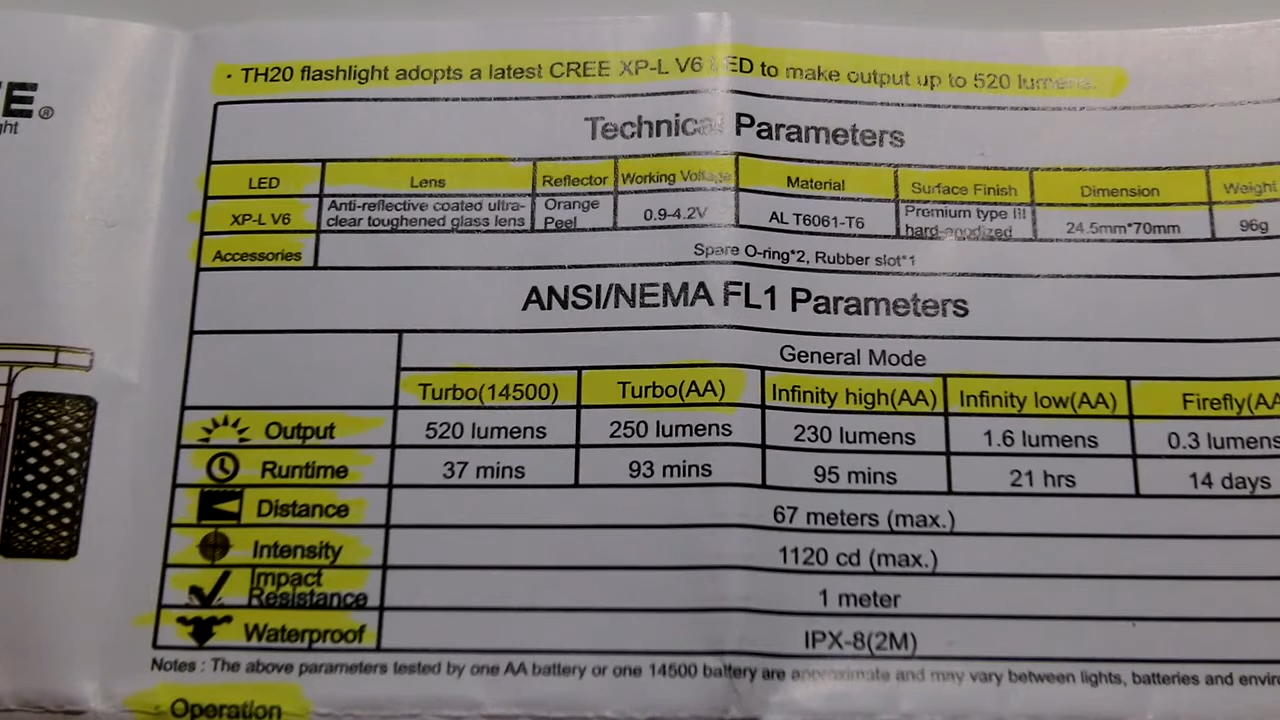 E®
ht
· TH20 flashlight adopts a latest CREE XP-L V6 LED to make output up to 520 lumens.
Technical Parameters
LED Lens Reflector Working Voltage Material Surface Finish Dimension Weight
XP-L V6 Anti-reflective coated ultra-clear toughened glass lens Orange Peel 0.9-4.2V AL T6061-T6 Premium type III hard-anodized 24.5mm*70mm 96g
Accessories Spare O-ring*2, Rubber slot*1
ANSI/NEMA FL1 Parameters
General Mode
Turbo(14500) Turbo(AA) Infinity high(AA) Infinity low(AA) Firefly(AA
Output 520 lumens 250 lumens 230 lumens 1.6 lumens 0.3 lumens
Runtime 37 mins 93 mins 95 mins 21 hrs 14 days
Distance 67 meters (max.)
Intensity 1120 cd (max.)
Impact Resistance 1 meter
Waterproof IPX-8(2M)
Notes : The above parameters tested by one AA battery or one 14500 battery are approximate and may vary between lights, batteries and envir
· Operation